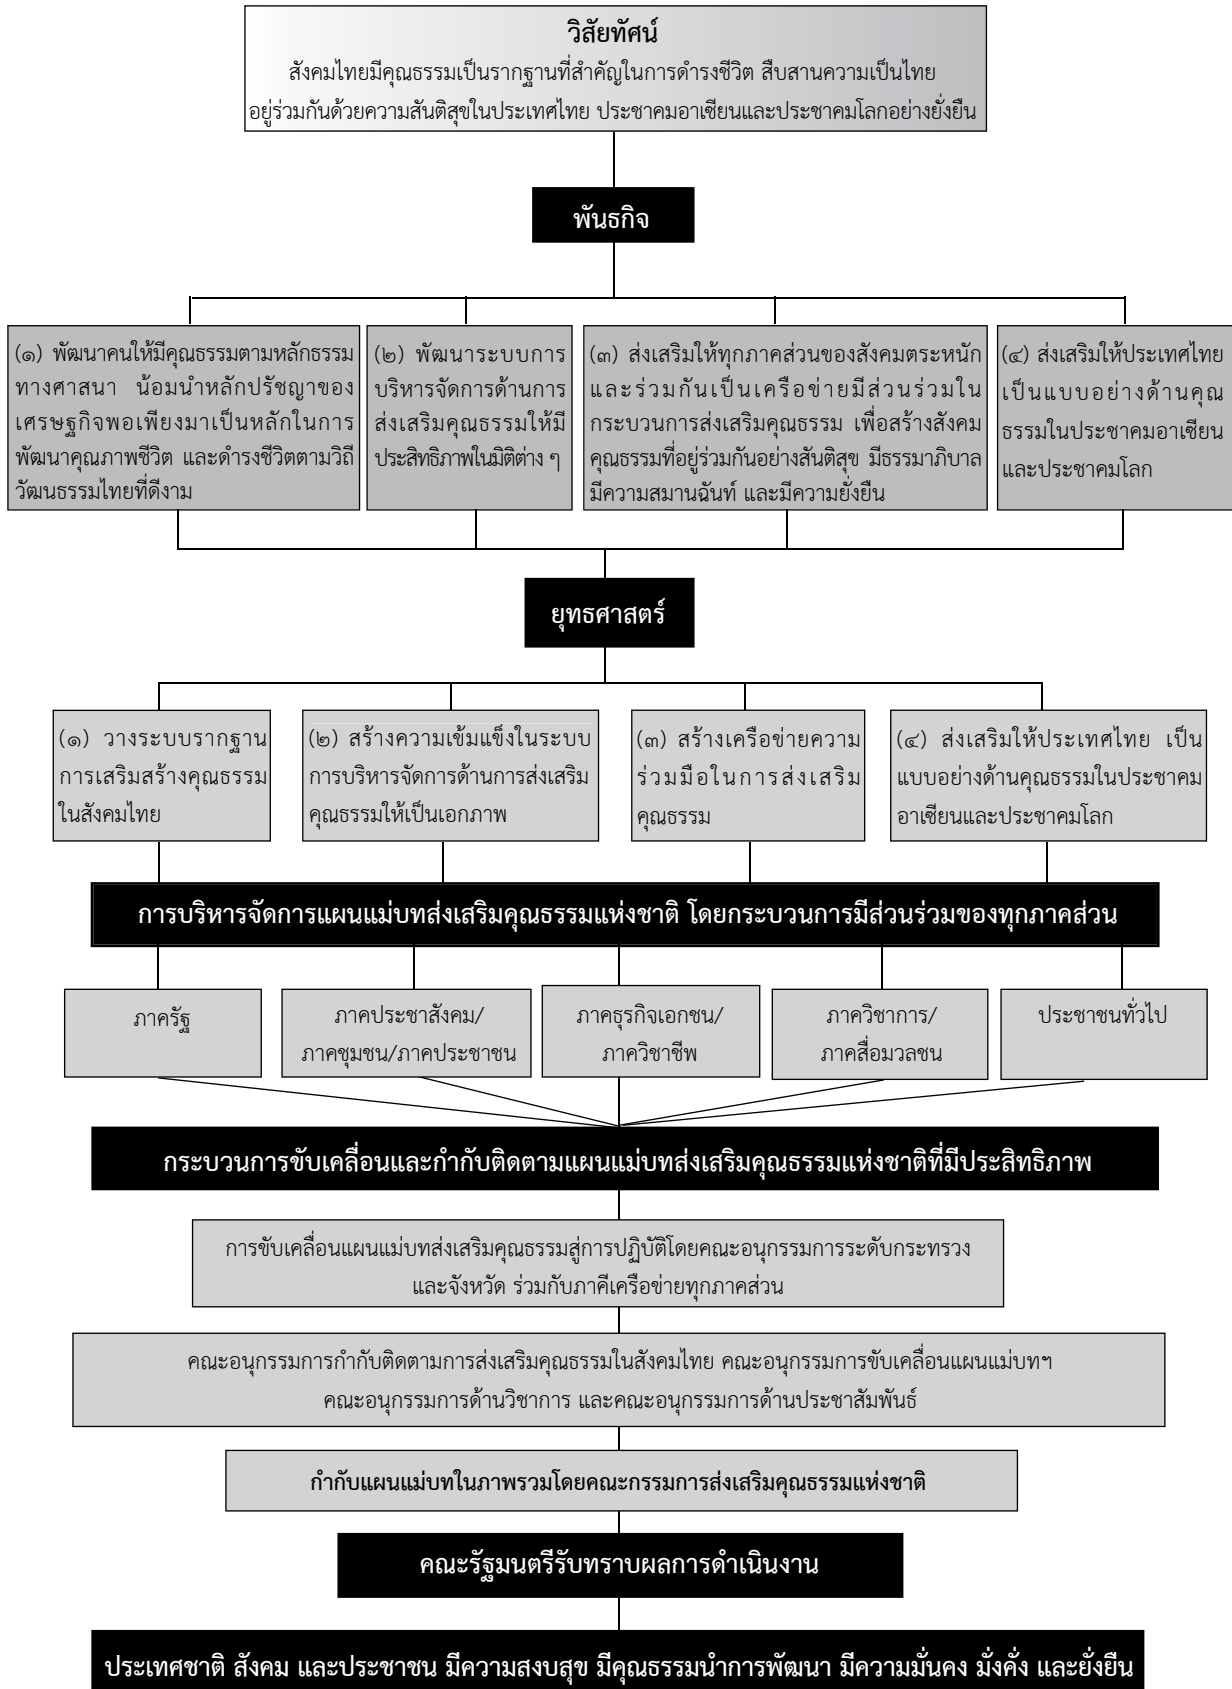 วิสัยทัศน์
สังคมไทยมีคุณธรรมเป็นรากฐานที่สำคัญในการดำรงชีวิต สืบสานความเป็นไทย
อยู่ร่วมกันด้วยความสันติสุขในประเทศไทย ประชาคมอาเซียนและประชาคมโลกอย่างยั่งยืน
พันธกิจ
(๑) พัฒนาคนให้มีคุณธรรมตามหลักธรรม
ทางศาสนา น้อมนำหลักปรัชญาของ
เศรษฐกิจพอเพียงมาเป็นหลักในการ
พัฒนาคุณภาพชีวิต และดำรงชีวิตตามวิถี
วัฒนธรรมไทยที่ดีงาม
(๒) พัฒนาระบบการ
บริหารจัดการด้านการ
ส่งเสริมคุณธรรมให้มี
ประสิทธิภาพในมิติต่าง ๆ
(๓) ส่งเสริมให้ทุกภาคส่วนของสังคมตระหนัก
และร่วมกันเป็นเครือข่ายมีส่วนร่วมใน
กระบวนการส่งเสริมคุณธรรม เพื่อสร้างสังคม
คุณธรรมที่อยู่ร่วมกันอย่างสันติสุข มีธรรมาภิบาล
มีความสมานฉันท์ และมีความยั่งยืน
(๔) ส่งเสริมให้ประเทศไทย
เป็นแบบอย่างด้านคุณ
ธรรมในประชาคมอาเซียน
และประชาคมโลก
ยุทธศาสตร์
(๑) วางระบบรากฐาน
การเสริมสร้างคุณธรรม
ในสังคมไทย
(๒) สร้างความเข้มแข็งในระบบ
การบริหารจัดการด้านการส่งเสริม
คุณธรรมให้เป็นเอกภาพ
(๓) สร้างเครือข่ายความ
ร่วมมือในการส่งเสริม
คุณธรรม
(๔) ส่งเสริมให้ประเทศไทย เป็น
แบบอย่างด้านคุณธรรมในประชาคม
อาเซียนและประชาคมโลก
การบริหารจัดการแผนแม่บทส่งเสริมคุณธรรมแห่งชาติ โดยกระบวนการมีส่วนร่วมของทุกภาคส่วน
ภาครัฐ
ภาคประชาสังคม/
ภาคชุมชน/ภาคประชาชน
ภาคธุรกิจเอกชน/
ภาควิชาชีพ
ภาควิชาการ/
ภาคสื่อมวลชน
ประชาชนทั่วไป
กระบวนการขับเคลื่อนและกำกับติดตามแผนแม่บทส่งเสริมคุณธรรมแห่งชาติที่มีประสิทธิภาพ
การขับเคลื่อนแผนแม่บทส่งเสริมคุณธรรมสู่การปฏิบัติโดยคณะอนุกรรมการระดับกระทรวง
และจังหวัด ร่วมกับภาคีเครือข่ายทุกภาคส่วน
คณะอนุกรรมการกำกับติดตามการส่งเสริมคุณธรรมในสังคมไทย คณะอนุกรรมการขับเคลื่อนแผนแม่บทฯ
คณะอนุกรรมการด้านวิชาการ และคณะอนุกรรมการด้านประชาสัมพันธ์
กำกับแผนแม่บทในภาพรวมโดยคณะกรรมการส่งเสริมคุณธรรมแห่งชาติ
คณะรัฐมนตรีรับทราบผลการดำเนินงาน
ประเทศชาติ สังคม และประชาชน มีความสงบสุข มีคุณธรรมนำการพัฒนา มีความมั่นคง มั่งคั่ง และยั่งยืน